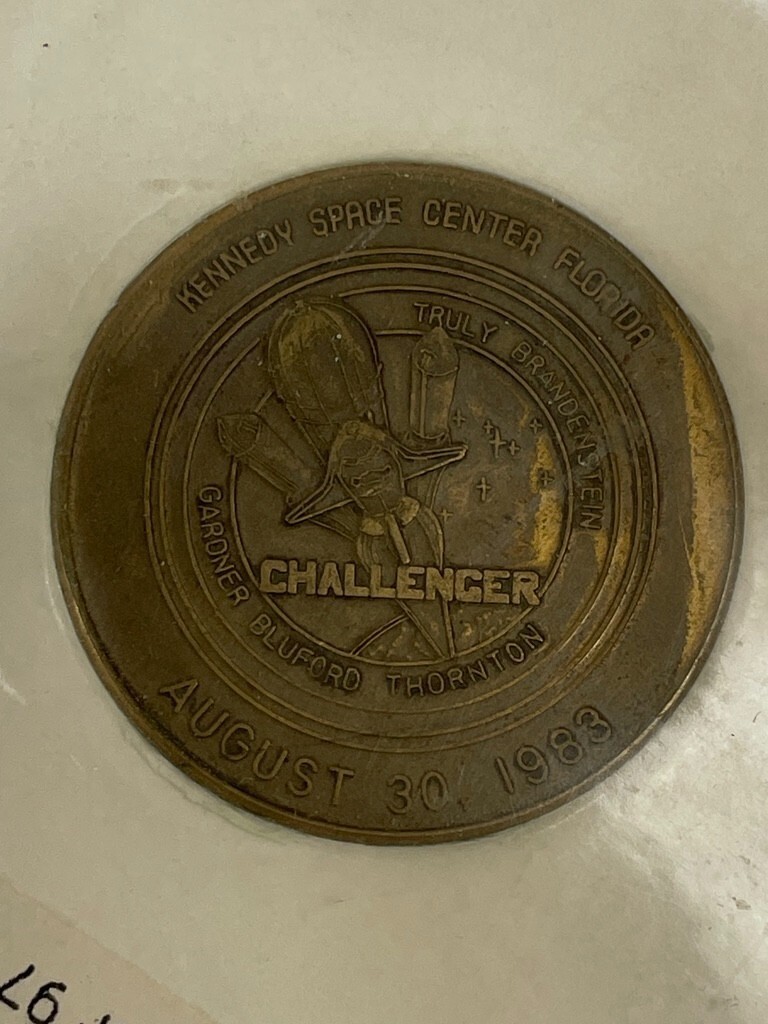 KENNEDY SPACE CENTER FLORIDA
TRULY BRANDENSTEIN
CHALLENGER
GARDNER BLUFORD THORNTON
AUGUST 30, 1983